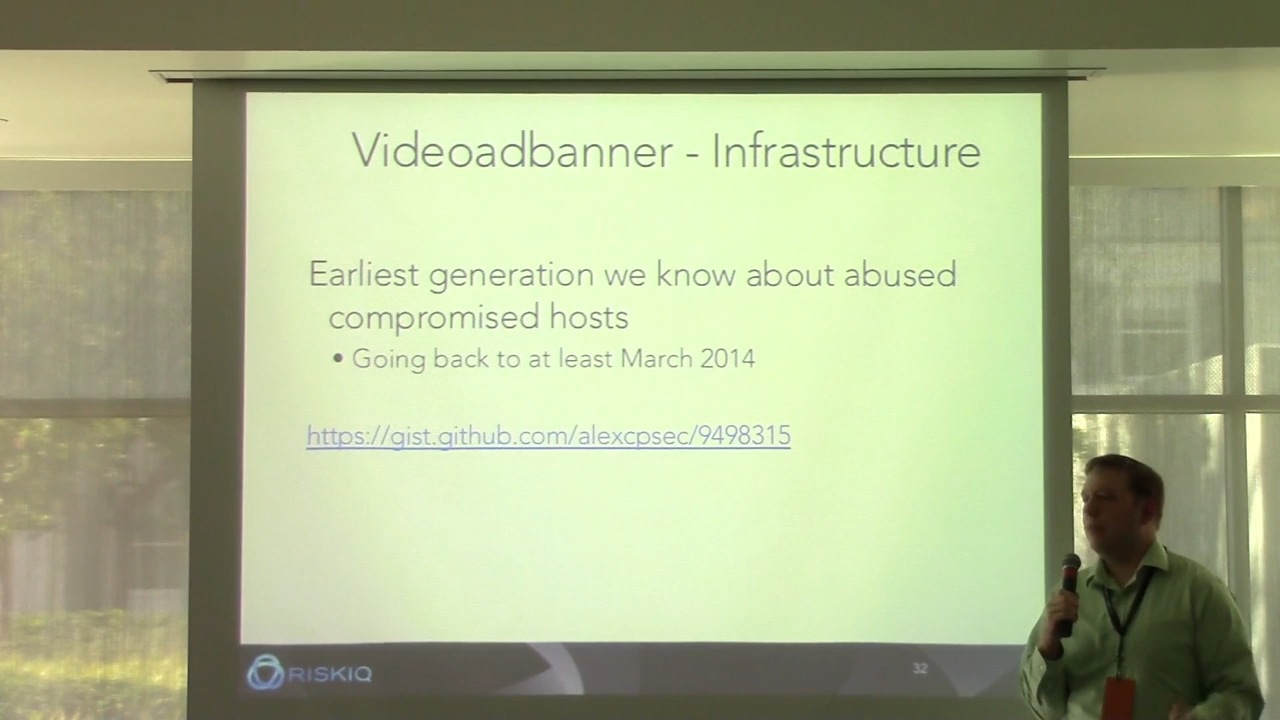 Videoadbanner - Infrastructure
Earliest generation we know about abused
compromised hosts
• Going back to at least March 2014
https://gist.github.com/alexcpsec/9498315
RISKIQ
32